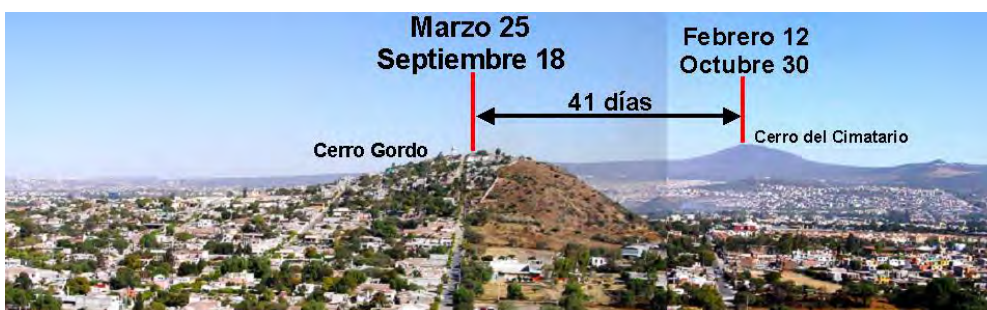 Marzo 25
Septiembre 18
Febrero 12
Octubre 30
41 días
Cerro Gordo
Cerro del Cimatario